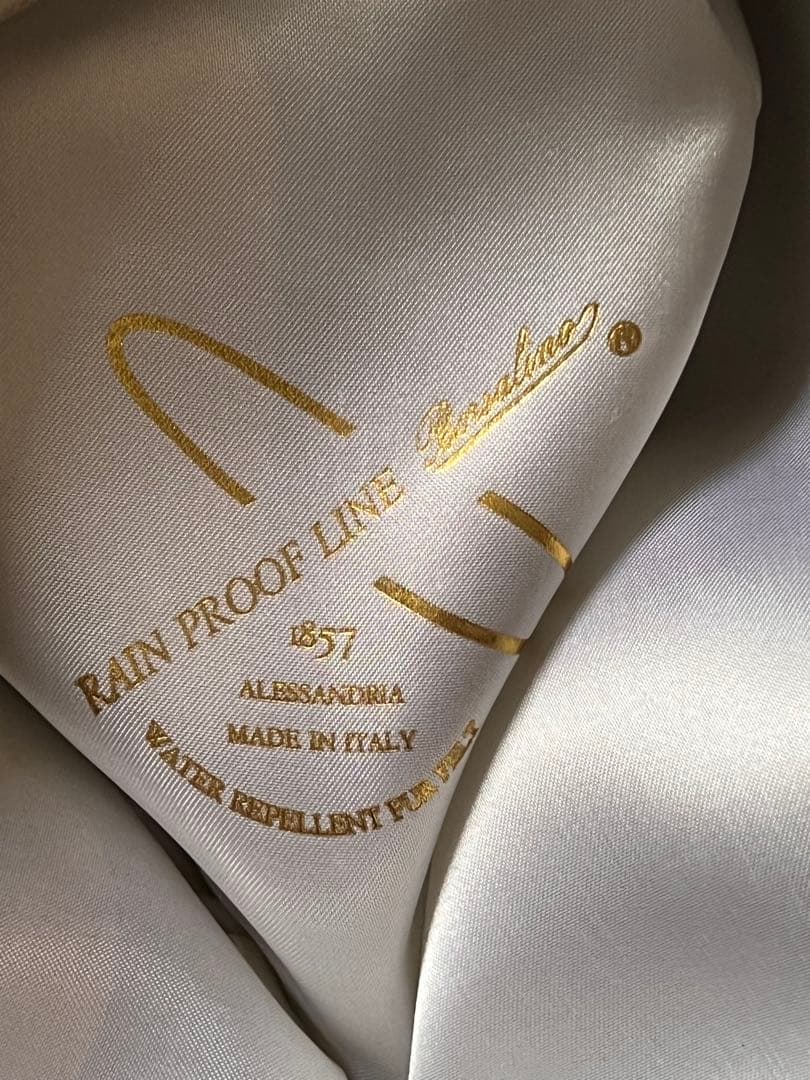 Borsalino ®
RAIN PROOF LINE
1857
ALESSANDRIA
MADE IN ITALY
WATER REPELLENT FUR FELT